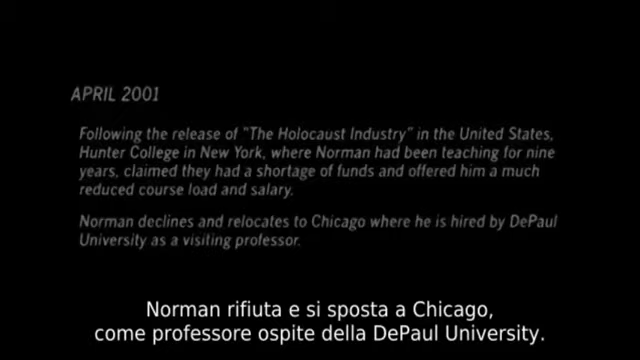 APRIL 2001
Following the release of "The Holocaust Industry" in the United States,
Hunter College in New York, where Norman had been teaching for nine
years, claimed they had a shortage of funds and offered him a much
reduced course load and salary.
Norman declines and relocates to Chicago where he is hired by DePaul
University as a visiting professor.
Norman rifiuta e si sposta a Chicago,
come professore ospite della DePaul University.